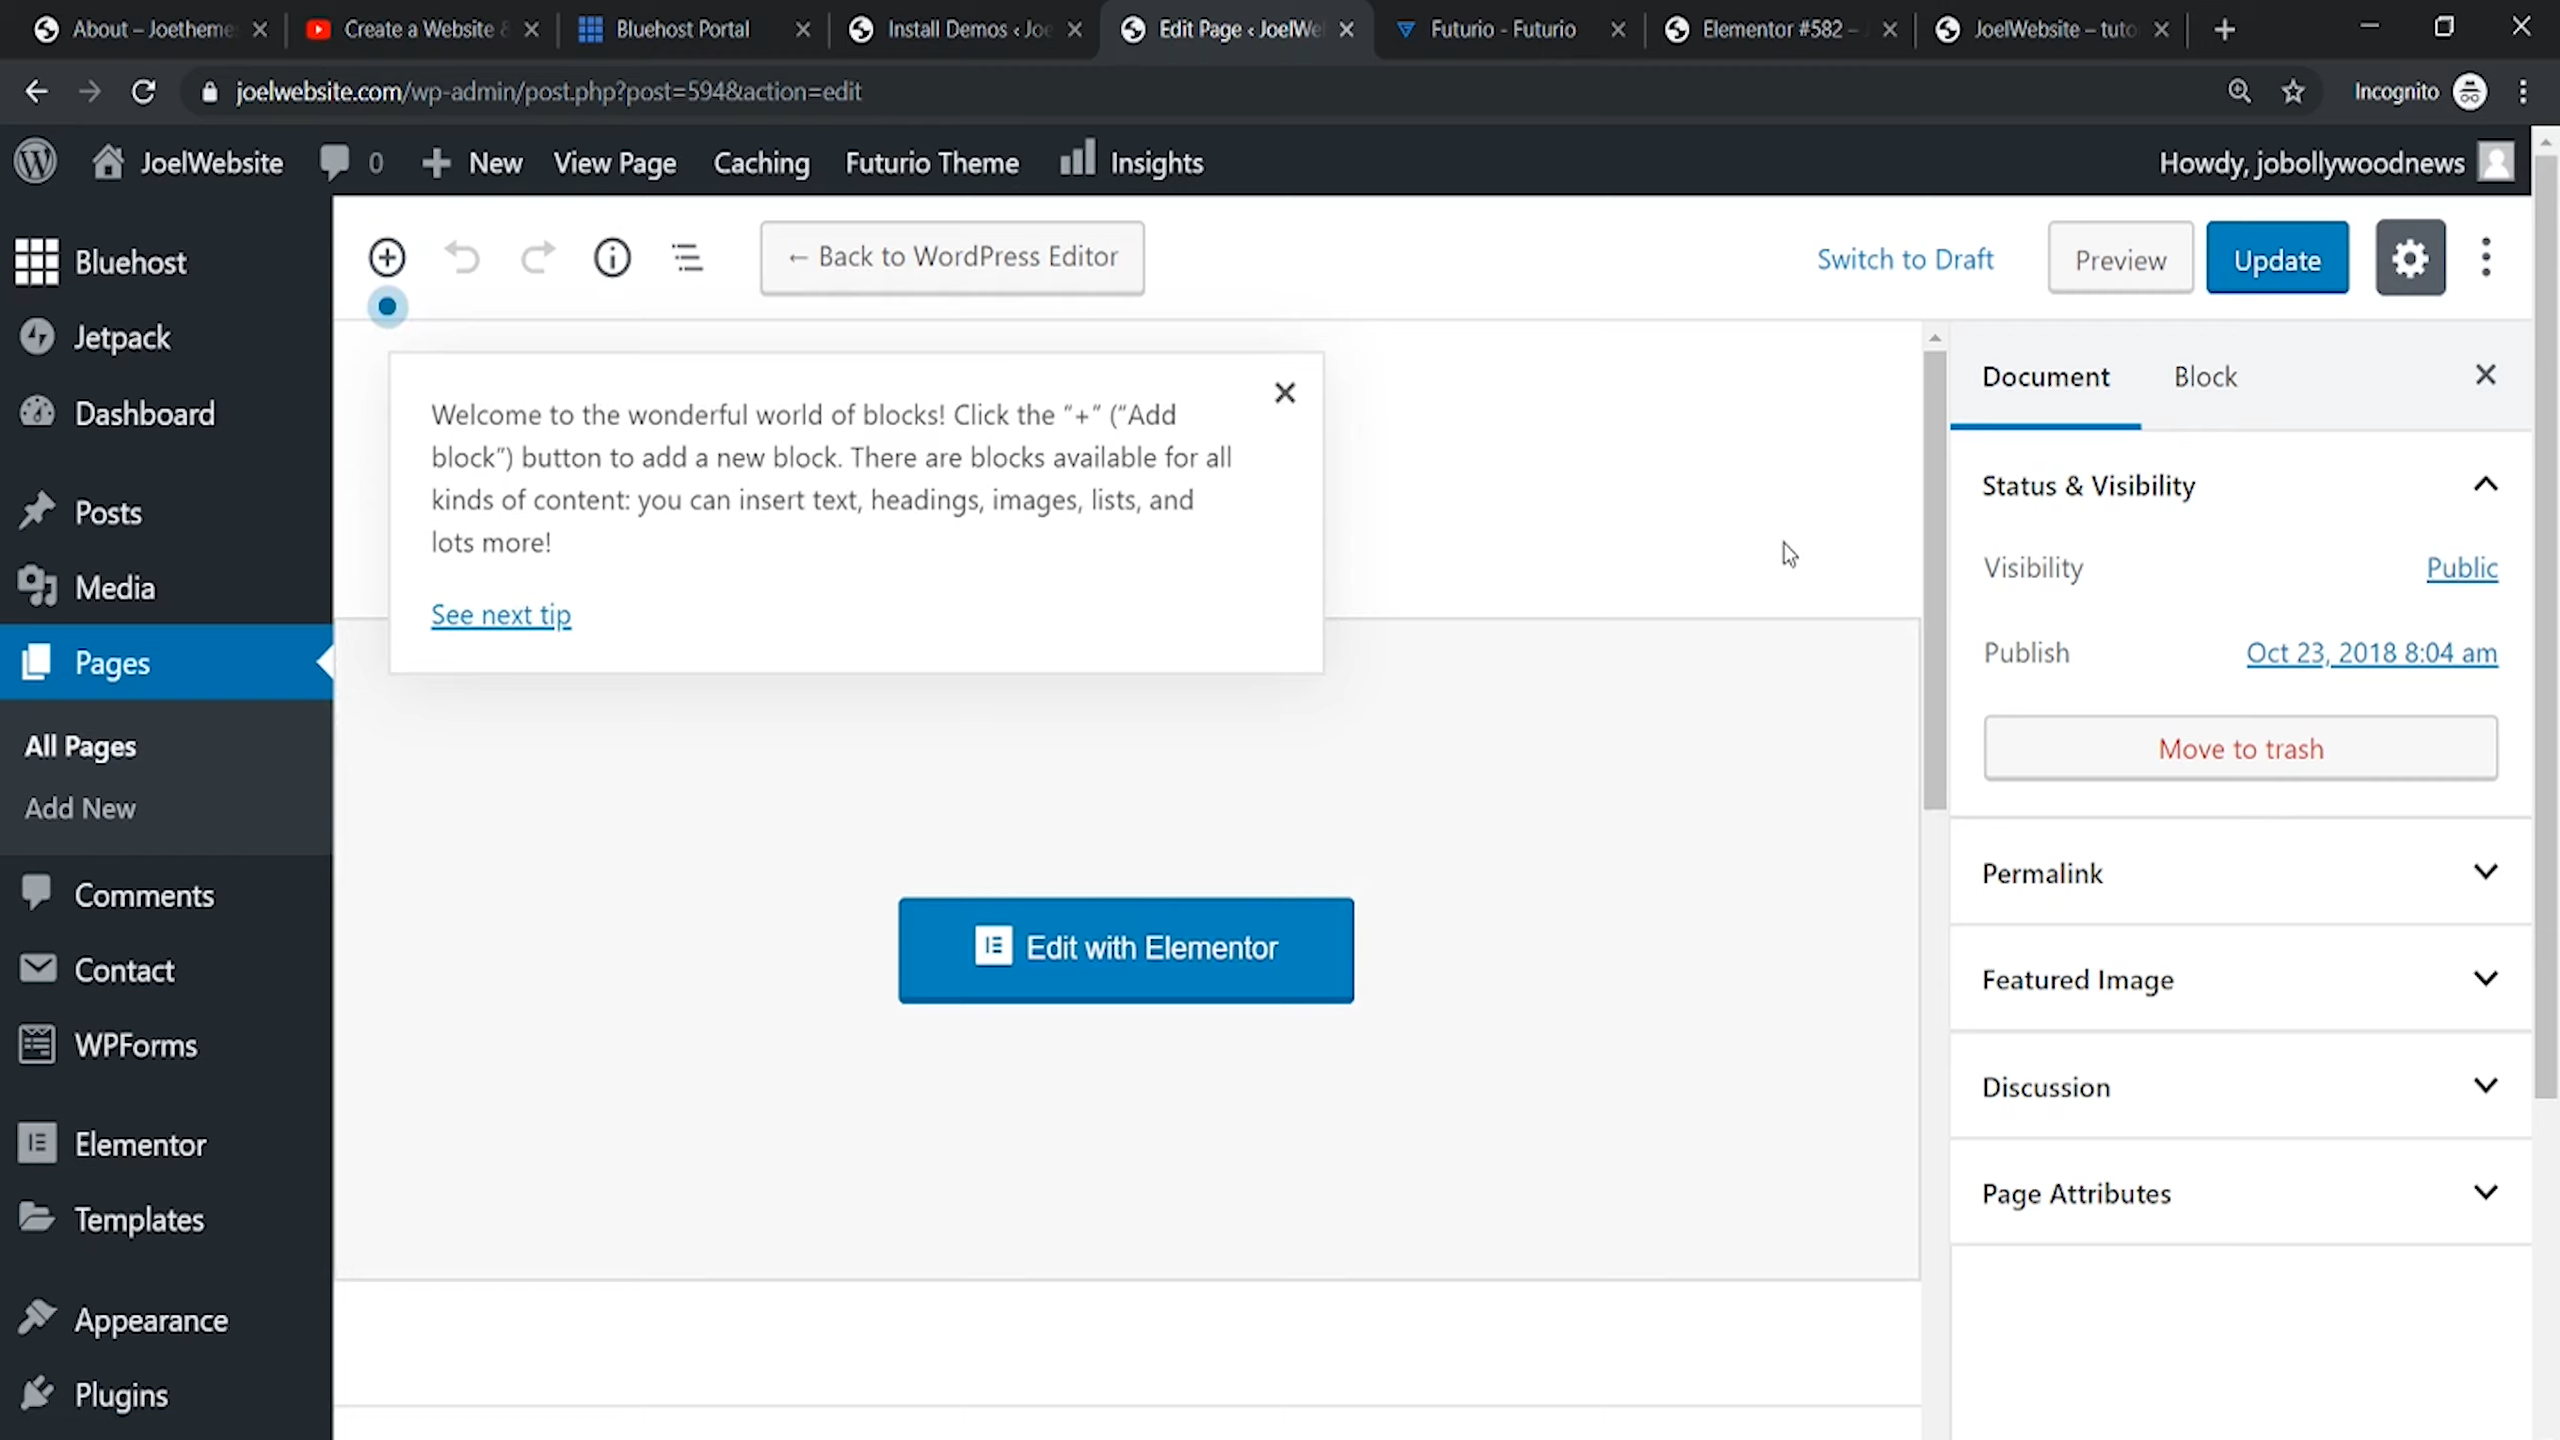 About – Joetheme
Create a Website &
Bluehost Portal
Install Demos ‹ Joe
Edit Page ‹ JoelWe
Futurio - Futurio
Elementor #582 –
JoelWebsite – tuto
joelwebsite.com/wp-admin/post.php?post=594&action=edit
Incognito
JoelWebsite
0
+ New
View Page
Caching
Futurio Theme
Insights
Howdy, jobollywoodnews
Bluehost
Jetpack
Dashboard
Posts
Media
Pages
All Pages
Add New
Comments
Contact
WPForms
Elementor
Templates
Appearance
Plugins
← Back to WordPress Editor
Switch to Draft
Preview
Update
Welcome to the wonderful world of blocks! Click the “+” (“Add
block”) button to add a new block. There are blocks available for all
kinds of content: you can insert text, headings, images, lists, and
lots more!
See next tip
Edit with Elementor
Document
Block
Status & Visibility
Visibility
Public
Publish
Oct 23, 2018 8:04 am
Move to trash
Permalink
Featured Image
Discussion
Page Attributes